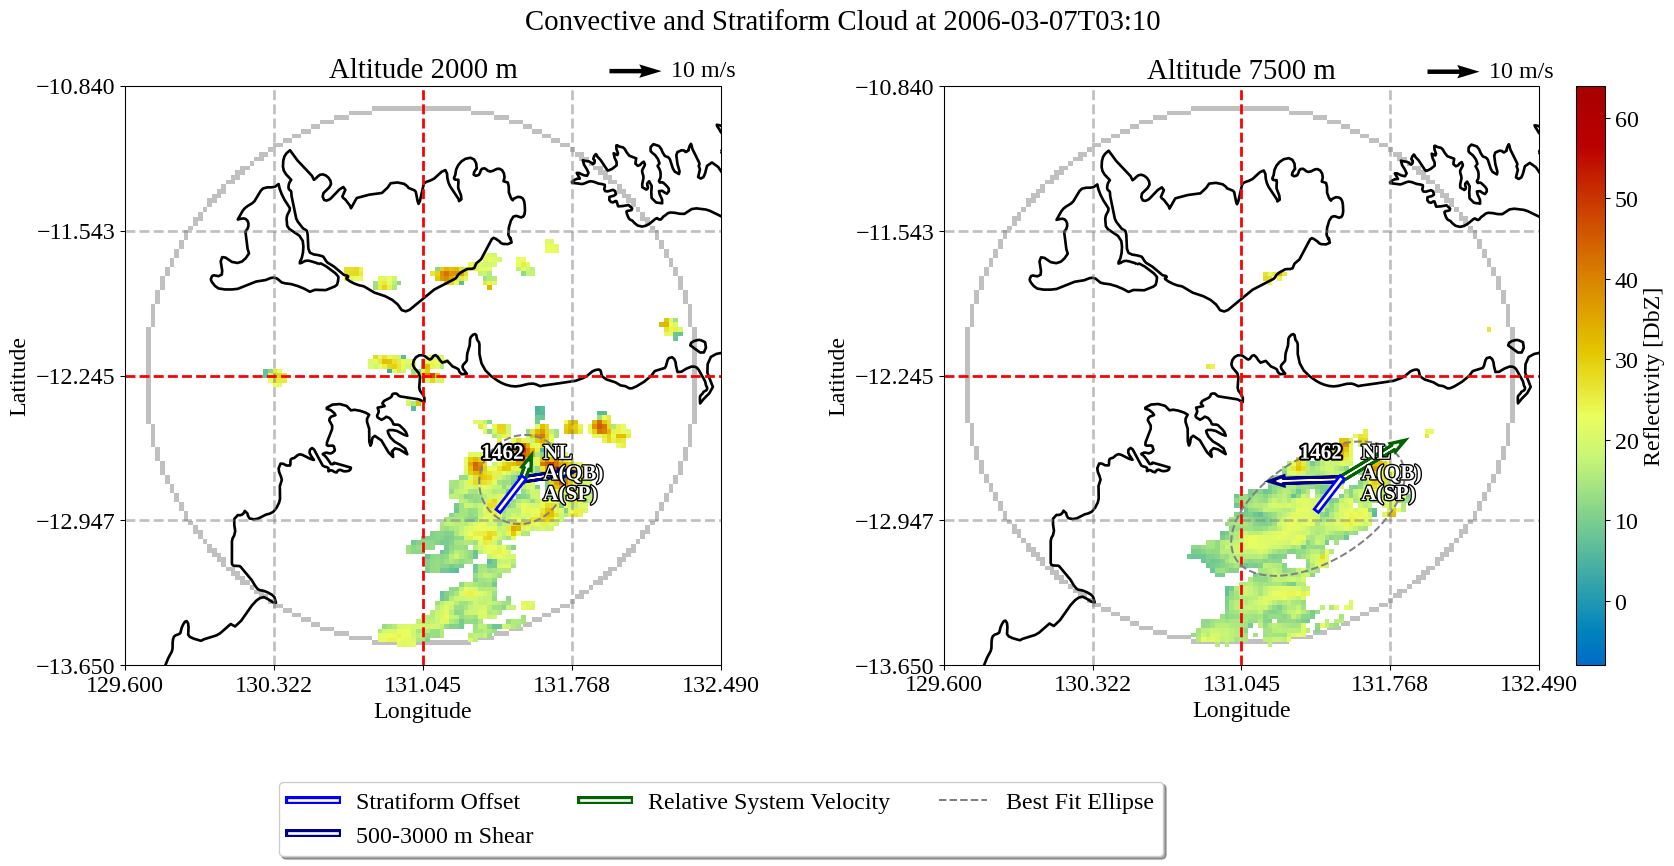 Convective and Stratiform Cloud at 2006-03-07T03:10
Altitude 2000 m
10 m/s
Altitude 7500 m
10 m/s
−10.840
−11.543
−12.245
−12.947
−13.650
Latitude
129.600
130.322
131.045
131.768
132.490
Longitude
1462
NL
A(QB)
A(SP)
−10.840
−11.543
−12.245
−12.947
−13.650
Latitude
129.600
130.322
131.045
131.768
132.490
Longitude
1462
NL
A(QB)
A(SP)
60
50
40
30
20
10
0
Reflectivity [DbZ]
Stratiform Offset
Relative System Velocity
Best Fit Ellipse
500-3000 m Shear